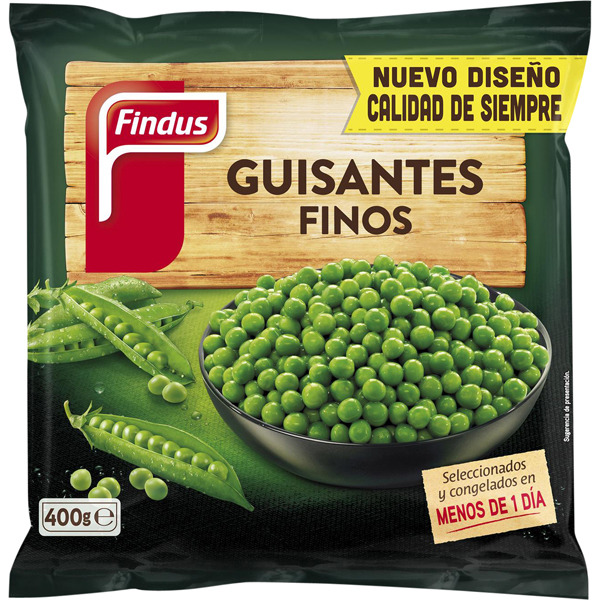 NUEVO DISEÑO
CALIDAD DE SIEMPRE
Findus
GUISANTES
FINOS
Sugerencia de presentación.
Seleccionados
y congelados en
MENOS DE 1 DÍA
400g e